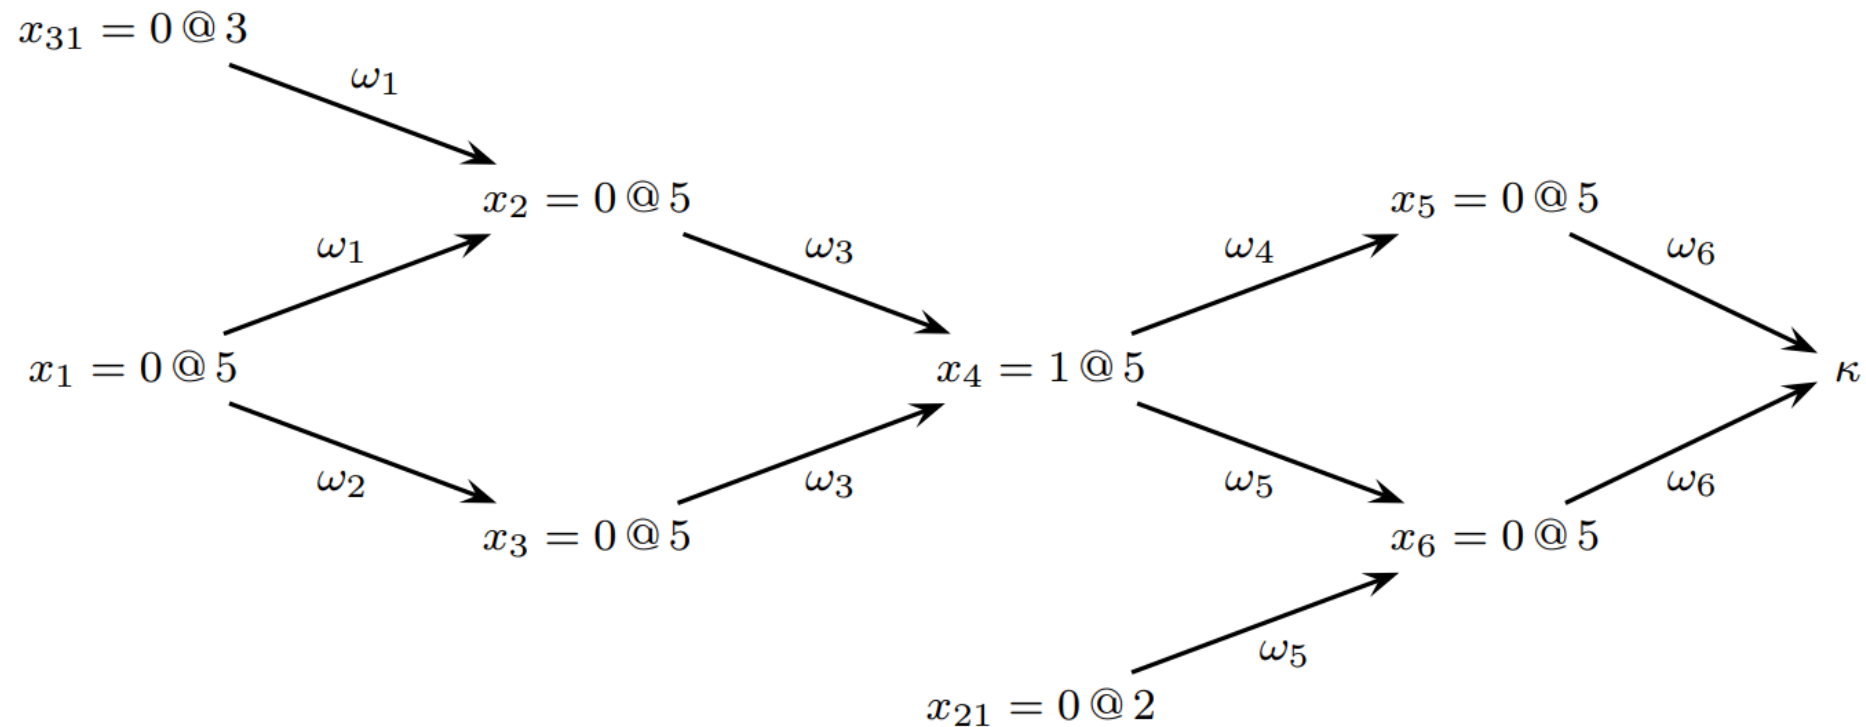 x₃₁ = 0 @ 3
ω₁
x₂ = 0 @ 5
x₅ = 0 @ 5
ω₁
ω₃
ω₄
ω₆
x₁ = 0 @ 5
x₄ = 1 @ 5
κ
ω₂
ω₃
ω₅
ω₆
x₃ = 0 @ 5
x₆ = 0 @ 5
ω₅
x₂₁ = 0 @ 2